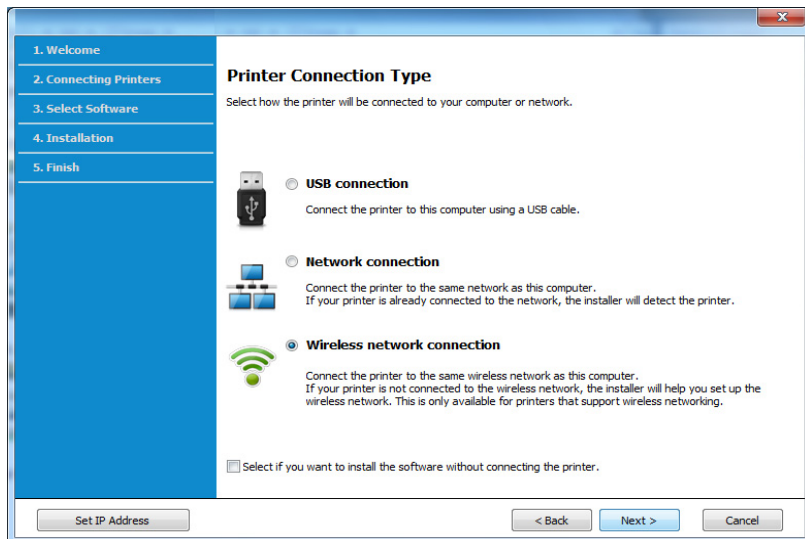 1. Welcome
2. Connecting Printers
3. Select Software
4. Installation
5. Finish
Printer Connection Type
Select how the printer will be connected to your computer or network.
USB connection
Connect the printer to this computer using a USB cable.
Network connection
Connect the printer to the same network as this computer.
If your printer is already connected to the network, the installer will detect the printer.
Wireless network connection
Connect the printer to the same wireless network as this computer.
If your printer is not connected to the wireless network, the installer will help you set up the
wireless network. This is only available for printers that support wireless networking.
Select if you want to install the software without connecting the printer.
Set IP Address
< Back
Next >
Cancel